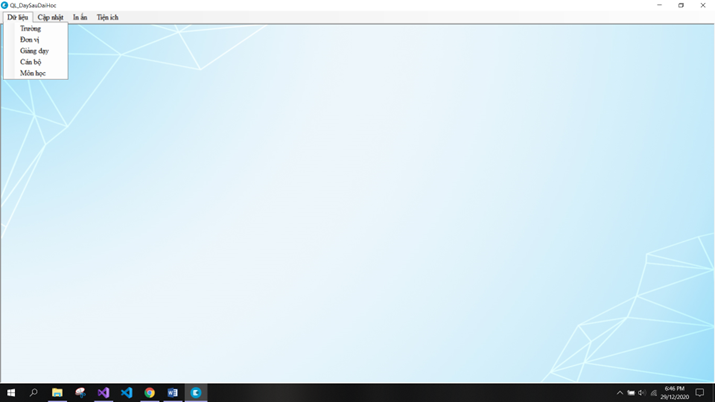 QL_DaySauDaiHoc
Dữ liệu Cập nhật In ấn Tiện ích
Trường
Đơn vị
Giảng dạy
Cán bộ
Môn học
6:46 PM
29/12/2020